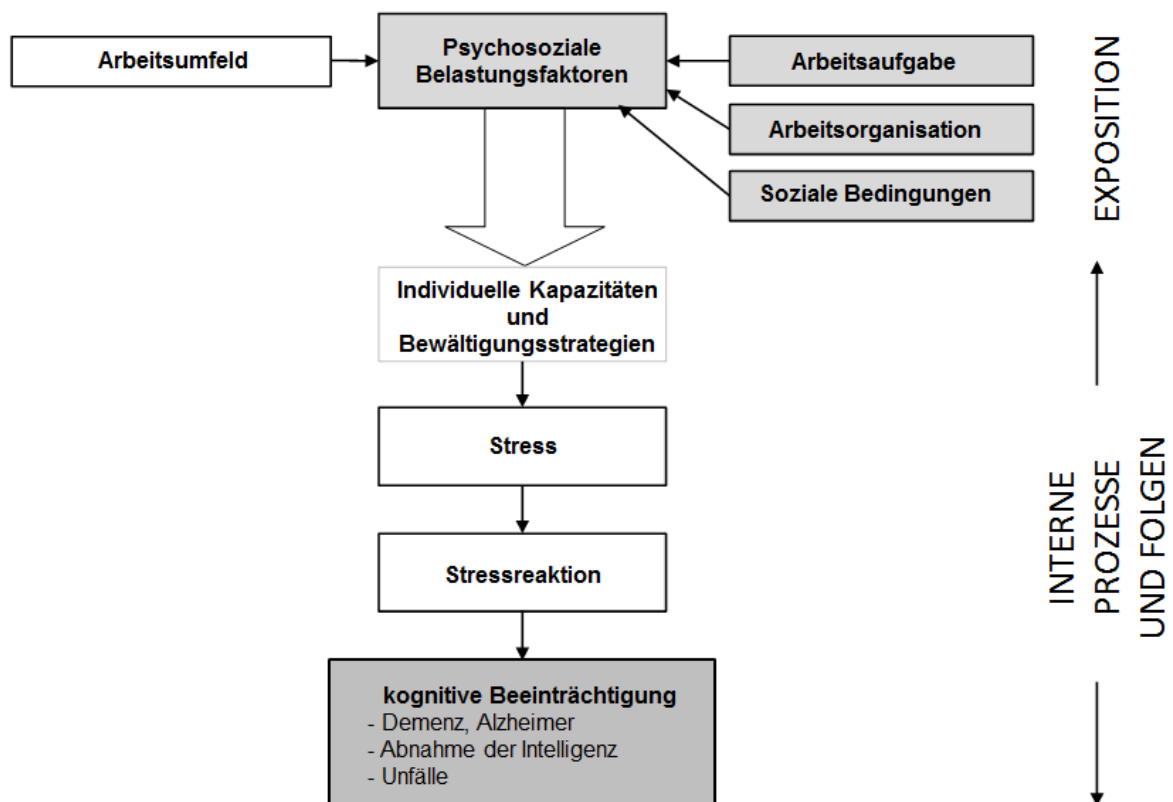 Arbeitsumfeld
Psychosoziale
Belastungsfaktoren
Arbeitsaufgabe
Arbeitsorganisation
Soziale Bedingungen
EXPOSITION
Individuelle Kapazitäten
und
Bewältigungsstrategien
Stress
Stressreaktion
kognitive Beeinträchtigung
- Demenz, Alzheimer
- Abnahme der Intelligenz
- Unfälle
INTERNE
PROZESSE
UND FOLGEN